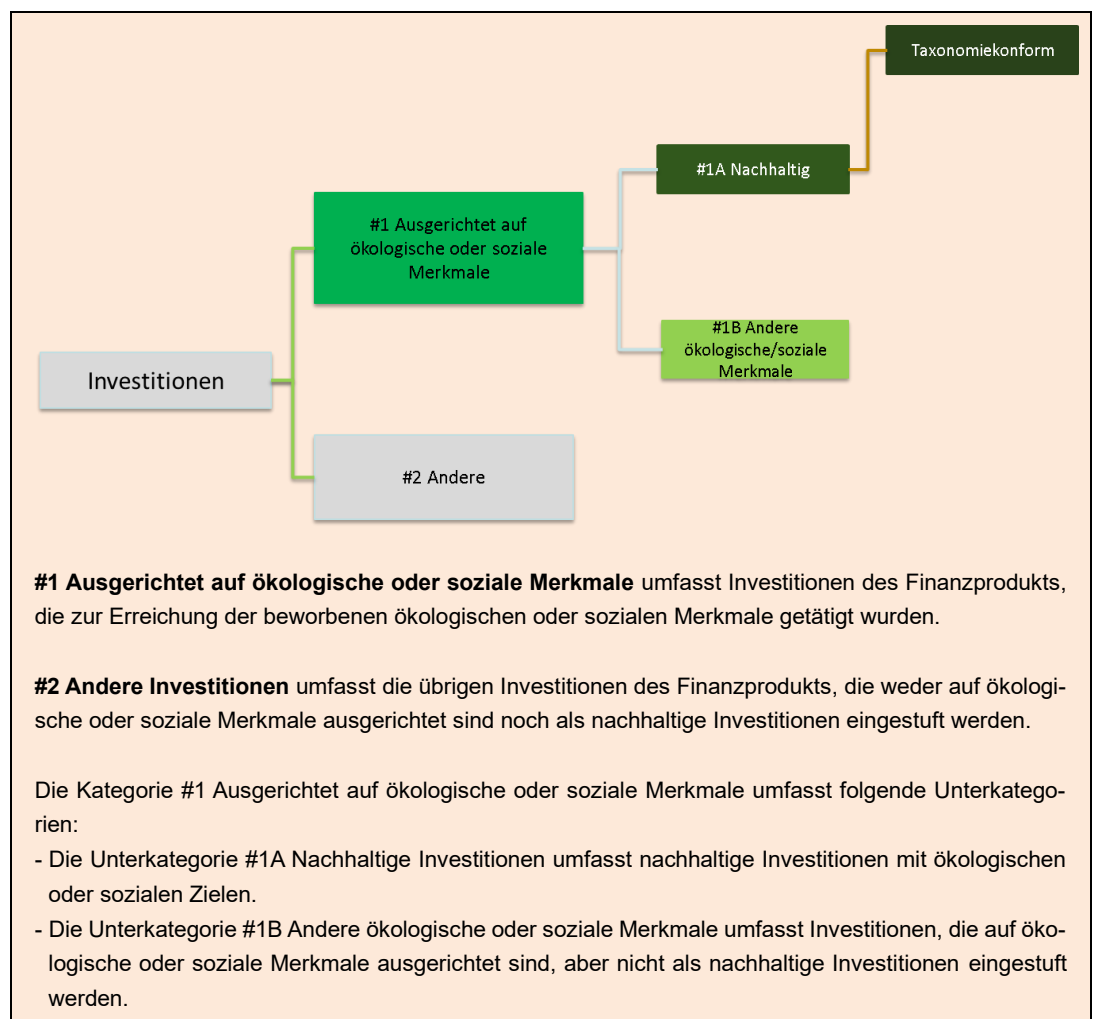 Taxonomiekonform
#1A Nachhaltig
#1 Ausgerichtet auf
ökologische oder soziale
Merkmale
#1B Andere
ökologische/soziale
Merkmale
Investitionen
#2 Andere
#1 Ausgerichtet auf ökologische oder soziale Merkmale umfasst Investitionen des Finanzprodukts,
die zur Erreichung der beworbenen ökologischen oder sozialen Merkmale getätigt wurden.
#2 Andere Investitionen umfasst die übrigen Investitionen des Finanzprodukts, die weder auf ökologi-
sche oder soziale Merkmale ausgerichtet sind noch als nachhaltige Investitionen eingestuft werden.
Die Kategorie #1 Ausgerichtet auf ökologische oder soziale Merkmale umfasst folgende Unterkatego-
rien:
- Die Unterkategorie #1A Nachhaltige Investitionen umfasst nachhaltige Investitionen mit ökologischen
oder sozialen Zielen.
- Die Unterkategorie #1B Andere ökologische oder soziale Merkmale umfasst Investitionen, die auf öko-
logische oder soziale Merkmale ausgerichtet sind, aber nicht als nachhaltige Investitionen eingestuft
werden.